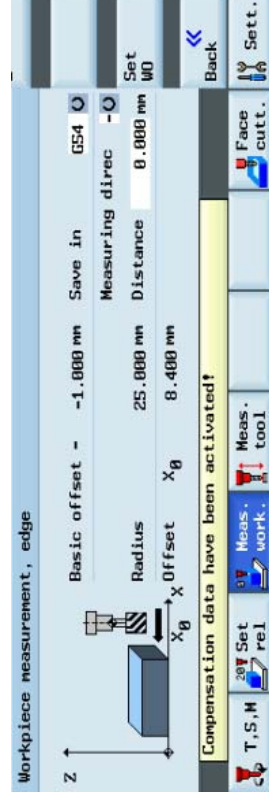 Workpiece measurement, edge
Z
X
X0
Basic offset - -1.000 mm Save in G54
Measuring direc -
Radius 25.000 mm Distance 0.000 mm
Offset X0 8.400 mm
Set
WO
«
Back
Compensation data have been activated!
T,S,M
Set
rel
Meas.
work.
Meas.
tool
Face
cutt.
Sett.